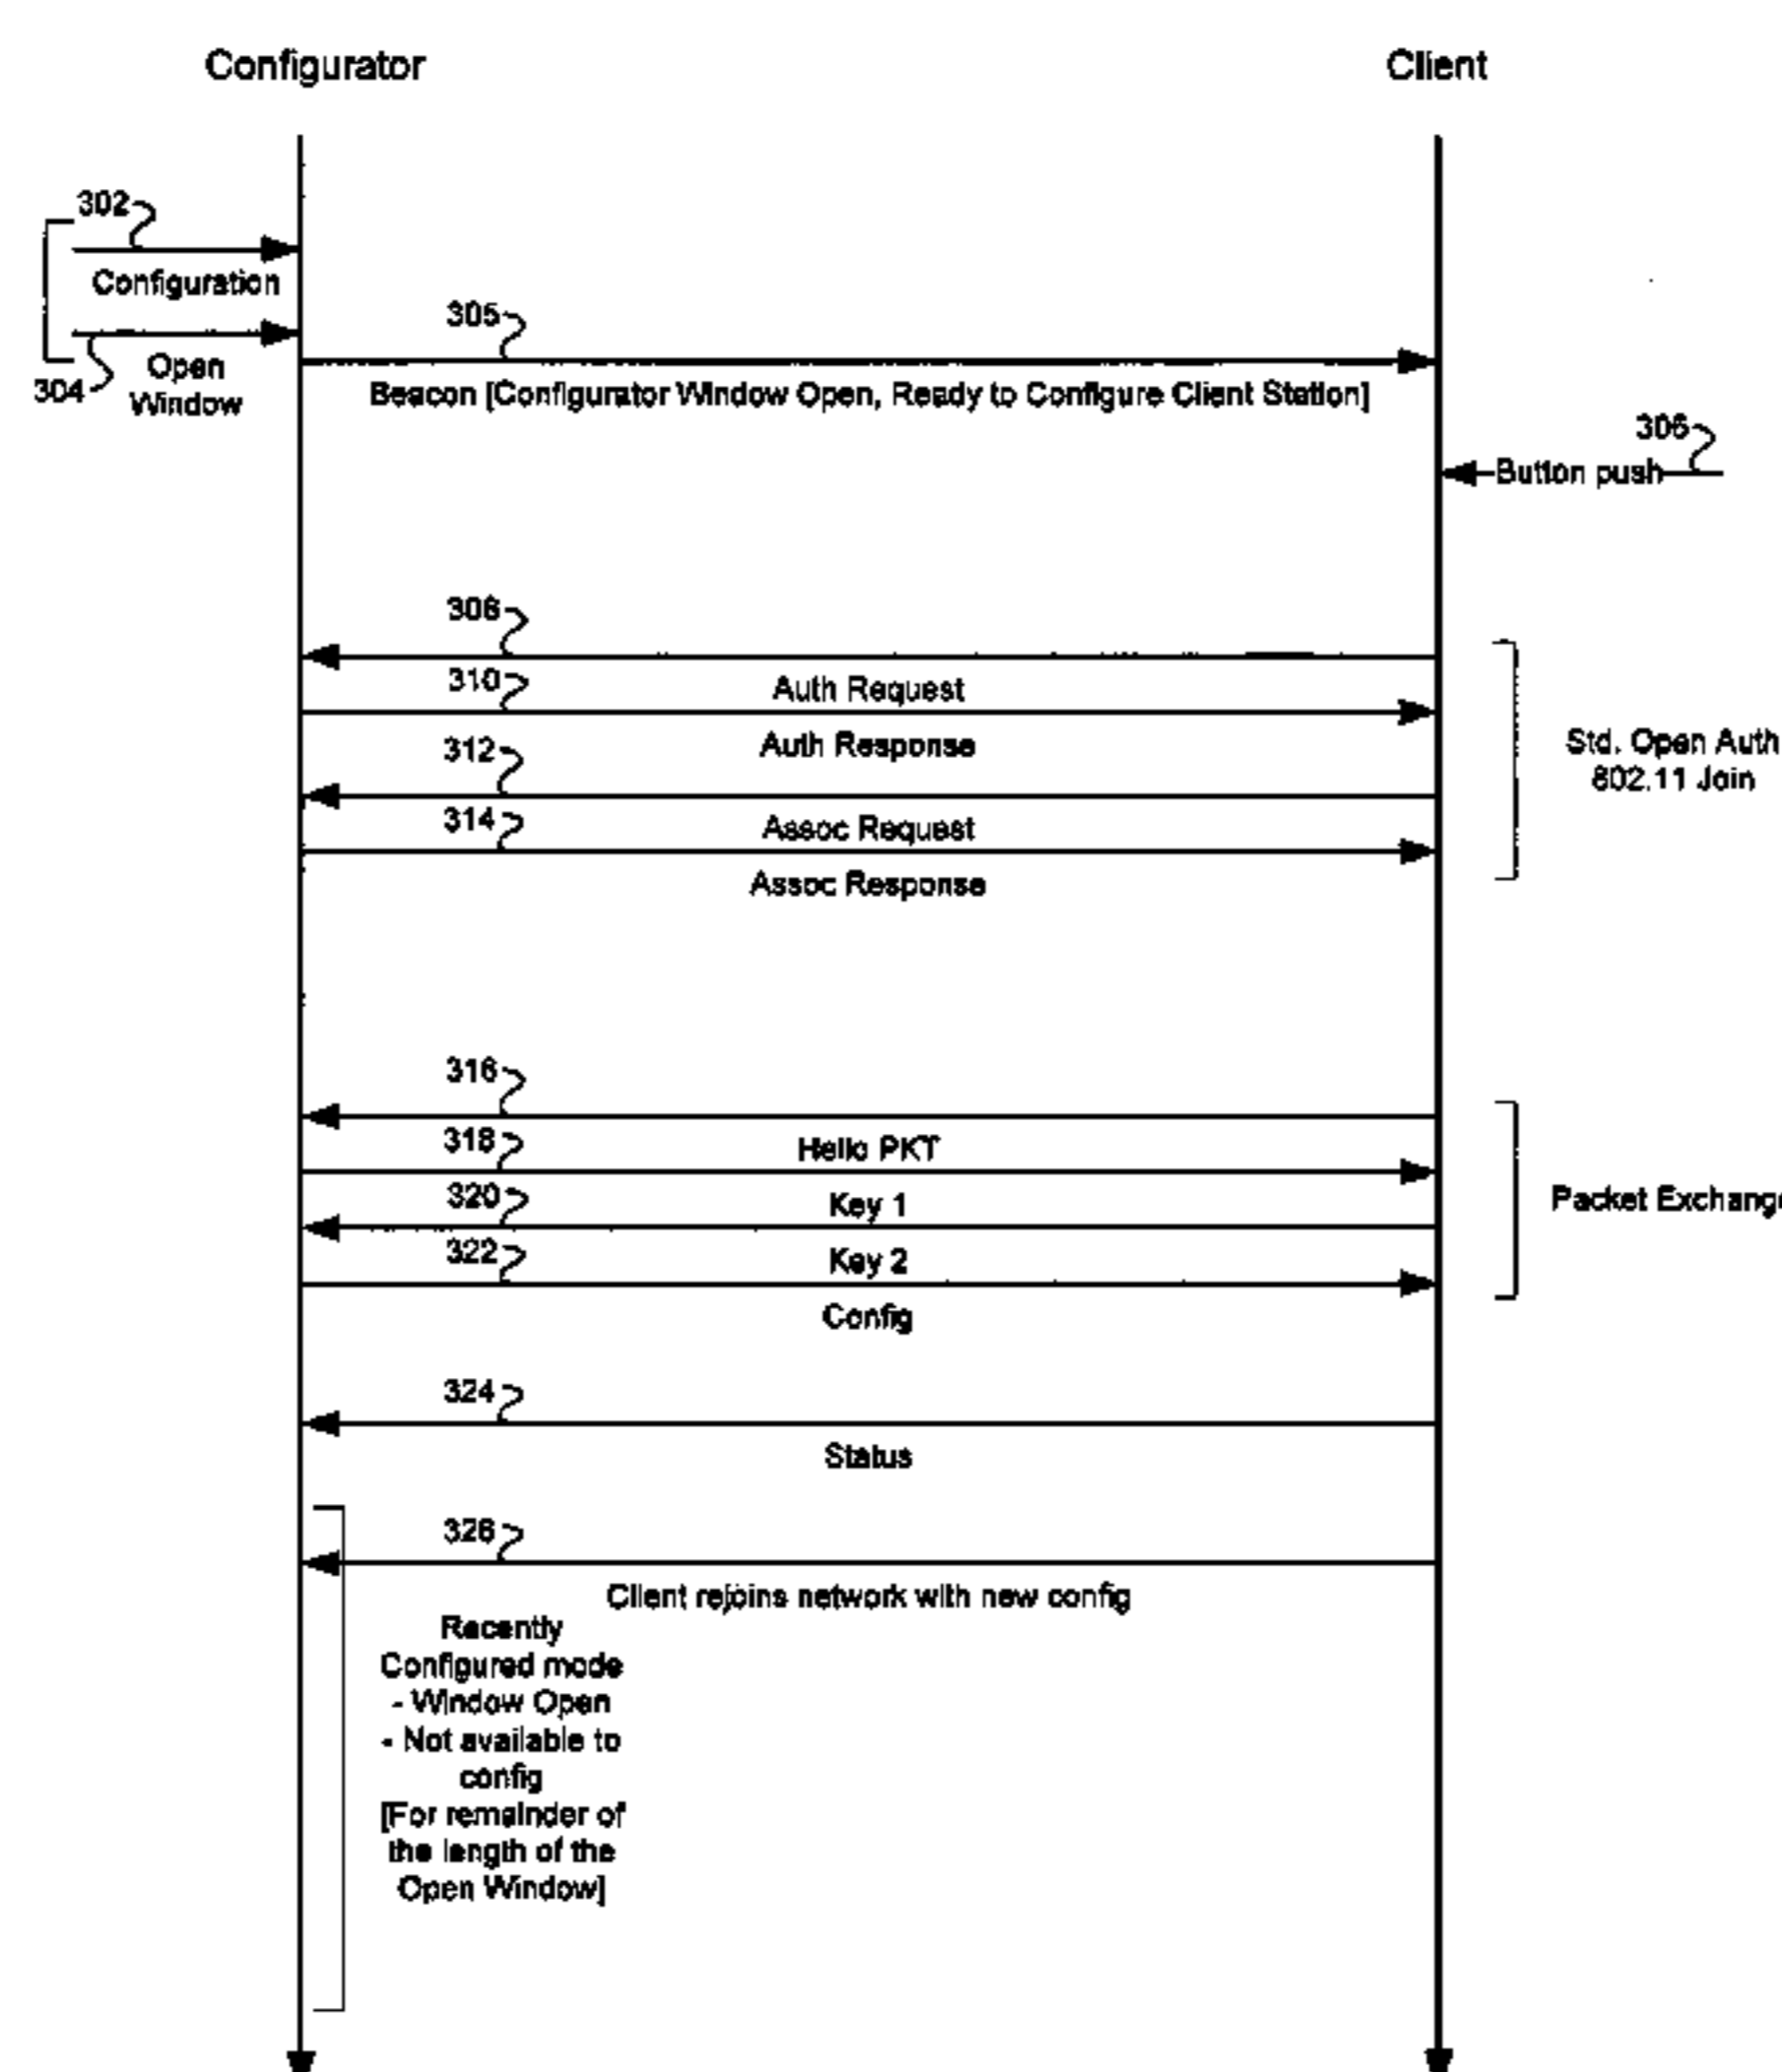 Configurator
Client
302
Configuration
304
Open
Window
305
Beacon [Configurator Window Open, Ready to Configure Client Station]
306
Button push
308
Auth Request
310
Auth Response
312
Assoc Request
314
Assoc Response
Std. Open Auth
802.11 Join
316
Hello PKT
318
Key 1
320
Key 2
322
Config
Packet Exchange
324
Status
326
Client rejoins network with new config
Recently
Configured mode
- Window Open
- Not available to
config
[For remainder of
the length of the
Open Window]